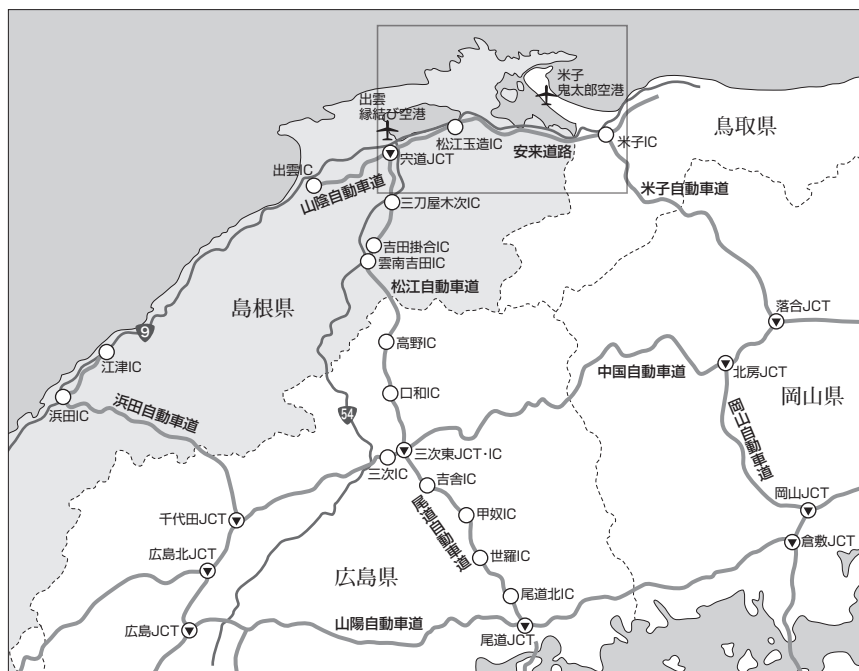 米子
鬼太郎空港
出雲
縁結び空港
鳥取県
松江玉造IC
安来道路
米子IC
宍道JCT
出雲IC
山陰自動車道
米子自動車道
三刀屋木次IC
吉田掛合IC
雲南吉田IC
松江自動車道
島根県
落合JCT
9
高野IC
江津IC
中国自動車道
北房JCT
岡山県
口和IC
浜田IC
浜田自動車道
54
岡山自動車道
三次東JCT・IC
三次IC
吉舎IC
岡山JCT
千代田JCT
甲奴IC
尾道自動車道
倉敷JCT
広島北JCT
世羅IC
広島県
尾道北IC
広島JCT
山陽自動車道
尾道JCT